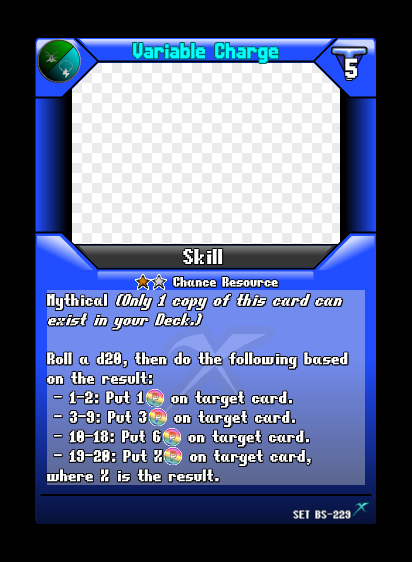 Variable Charge
5
Skill
Chance Resource
Mythical (Only 1 copy of this card can
exist in your Deck.)
Roll a d20, then do the following based
on the result:
- 1-2: Put 1 P on target card.
- 3-9: Put 3 P on target card.
- 10-18: Put 6 P on target card.
- 19-20: Put X P on target card,
where X is the result.
SET BS-229